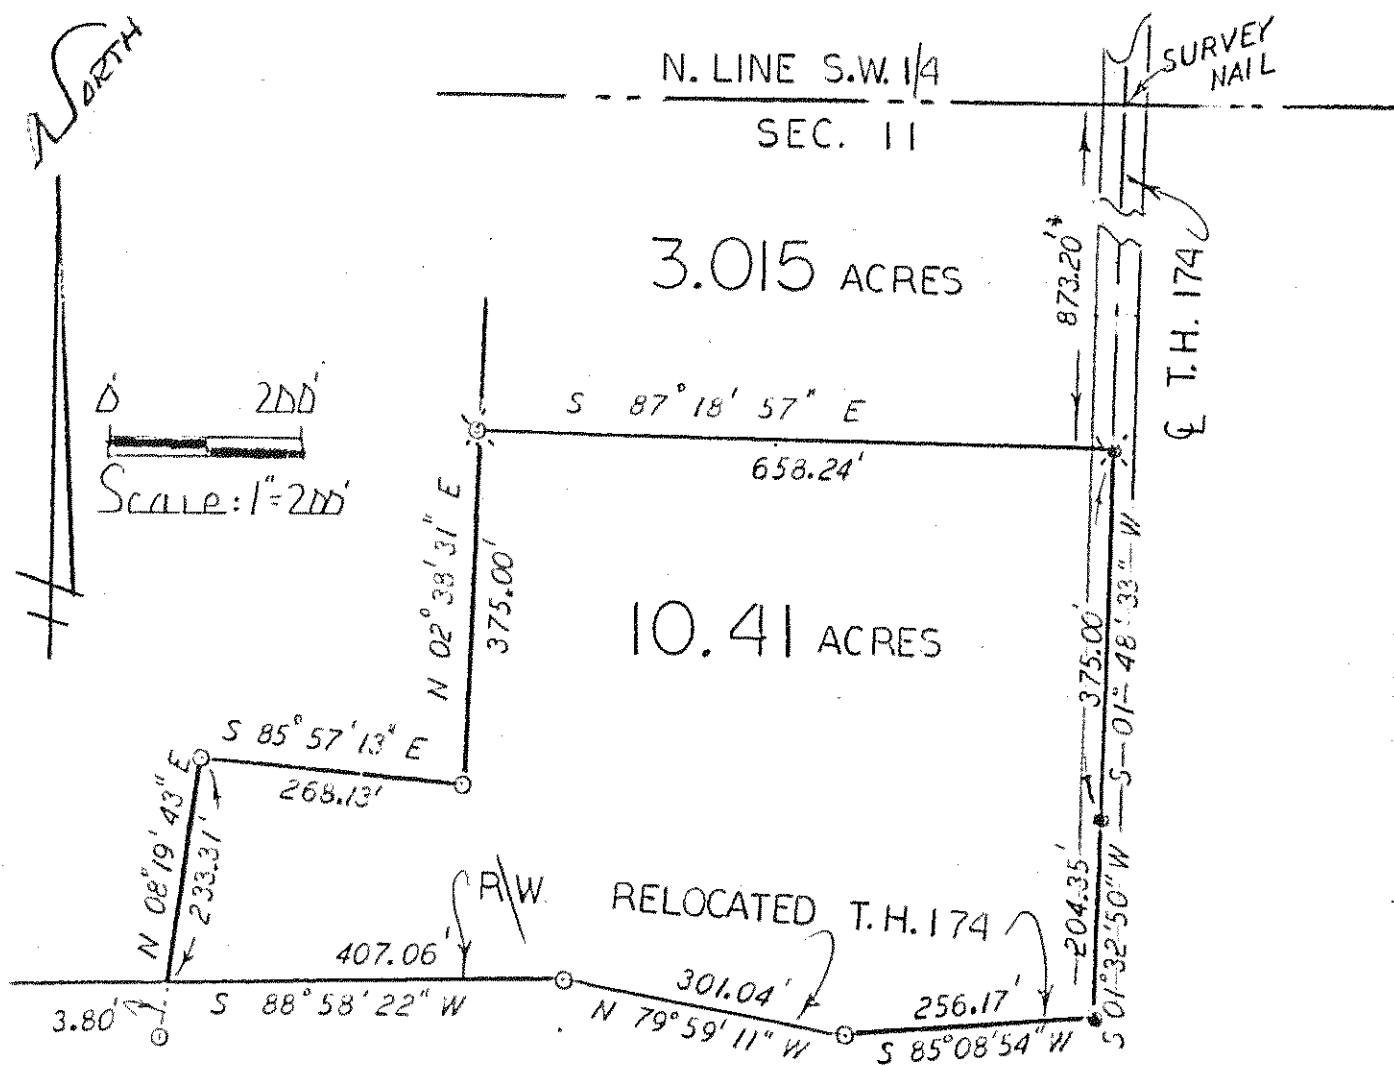 NORTH
N. LINE S.W. 1/4
SURVEY
NAIL
SEC. 11
3.015 ACRES
873.20'*
℄ T.H. 174
0' 200'
Scale: 1"=200'
S 87° 18' 57" E
658.24'
N 02° 38' 31" E
375.00'
10.41 ACRES
375.00'
S 01° 48' 33" W
S 85° 57' 13" E
268.13'
N 08° 19' 43" E
233.31'
R/W RELOCATED T.H. 174
204.35'
S 01° 32' 50" W
407.06'
S 88° 58' 22" W
3.80'
301.04'
N 79° 59' 11" W
256.17'
S 85° 08' 54" W